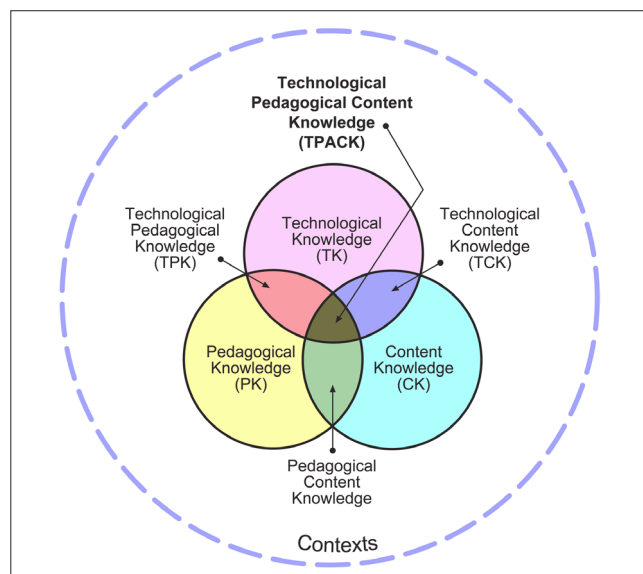 Technological
Pedagogical Content
Knowledge
(TPACK)
Technological
Pedagogical
Knowledge
(TPK)
Technological
Knowledge
(TK)
Technological
Content
Knowledge
(TCK)
Pedagogical
Knowledge
(PK)
Content
Knowledge
(CK)
Pedagogical
Content
Knowledge
Contexts